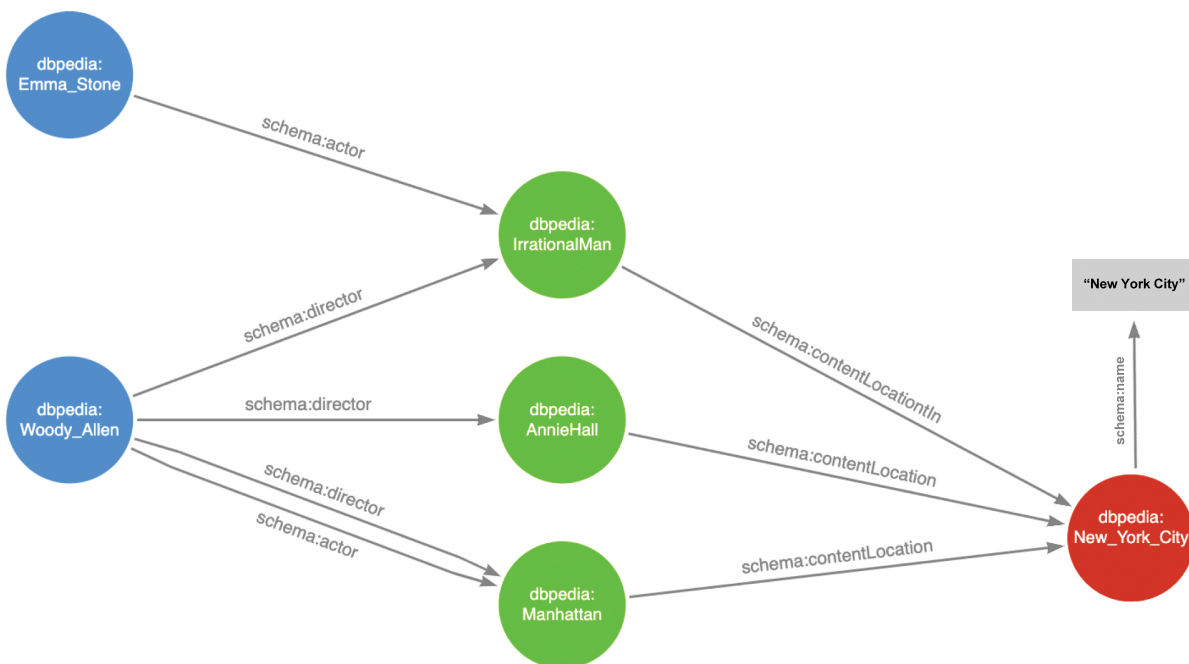 dbpedia:
Emma_Stone
schema:actor
dbpedia:
IrrationalMan
schema:director
schema:contentLocationtIn
"New York City"
schema:name
dbpedia:
Woody_Allen
schema:director
dbpedia:
AnnieHall
schema:contentLocation
schema:director
schema:actor
dbpedia:
Manhattan
schema:contentLocation
dbpedia:
New_York_City